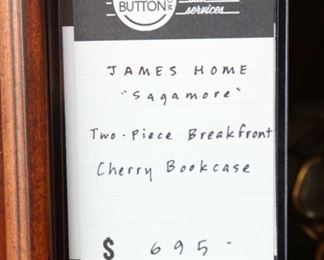 BUTTON
services
JAMES HOME
"Sagamore"
Two-Piece Breakfront
Cherry Bookcase
$ 695-